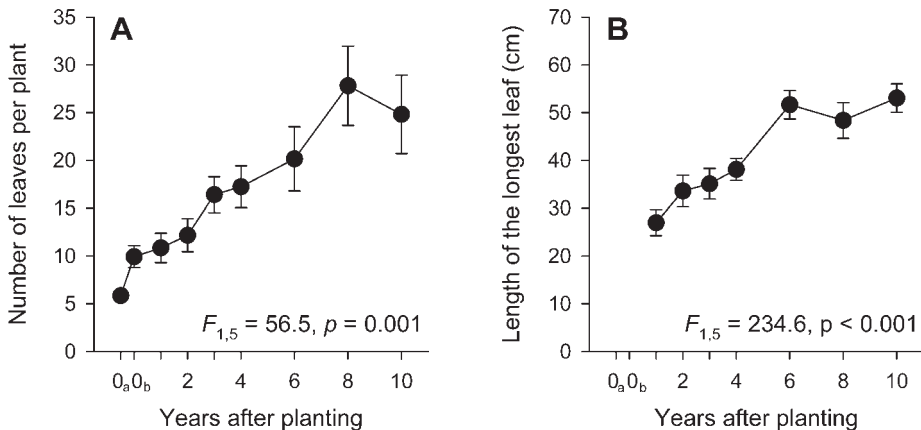 A
Number of leaves per plant
35
30
25
20
15
10
5
0
F1,5 = 56.5, p = 0.001
0a 0b 2 4 6 8 10
Years after planting
B
Length of the longest leaf (cm)
70
60
50
40
30
20
10
0
F1,5 = 234.6, p < 0.001
0a 0b 2 4 6 8 10
Years after planting